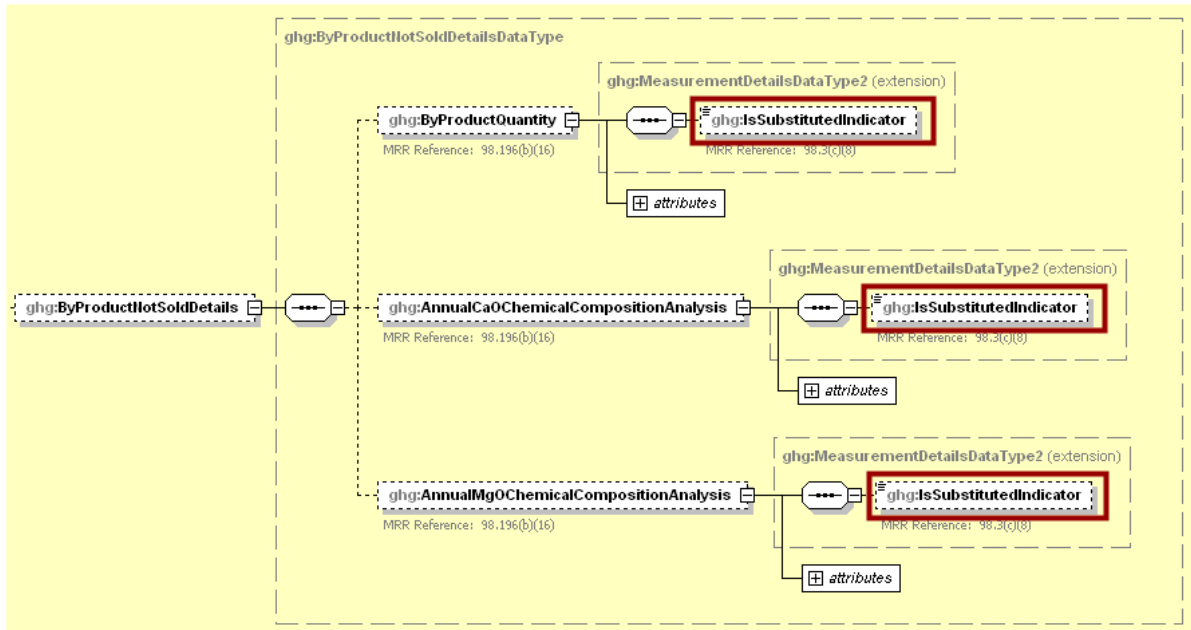 ghg:ByProductNotSoldDetailsDataType
ghg:MeasurementDetailsDataType2 (extension)
ghg:ByProductQuantity
ghg:IsSubstitutedIndicator
MRR Reference: 98.196(b)(16)
MRR Reference: 98.3(c)(8)
attributes
ghg:MeasurementDetailsDataType2 (extension)
ghg:ByProductNotSoldDetails
ghg:AnnualCaOChemicalCompositionAnalysis
ghg:IsSubstitutedIndicator
MRR Reference: 98.196(b)(16)
MRR Reference: 98.3(c)(8)
attributes
ghg:MeasurementDetailsDataType2 (extension)
ghg:AnnualMgOChemicalCompositionAnalysis
ghg:IsSubstitutedIndicator
MRR Reference: 98.196(b)(16)
MRR Reference: 98.3(c)(8)
attributes